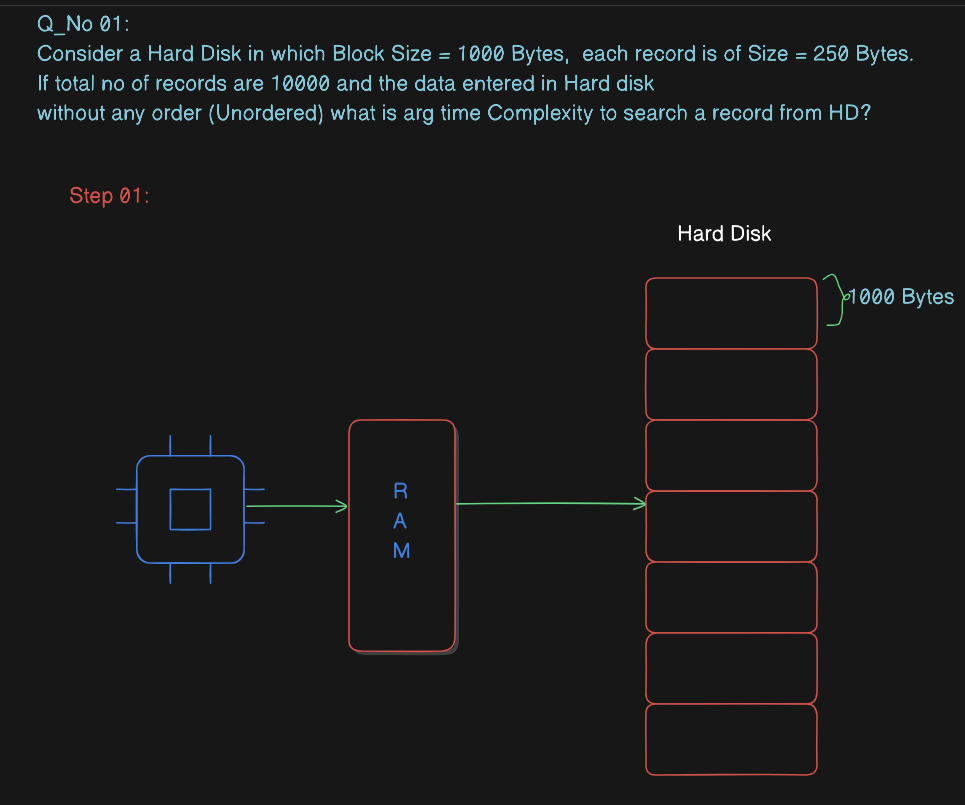 Q_No 01:
Consider a Hard Disk in which Block Size = 1000 Bytes, each record is of Size = 250 Bytes.
If total no of records are 10000 and the data entered in Hard disk
without any order (Unordered) what is arg time Complexity to search a record from HD?
Step 01:
Hard Disk
1000 Bytes
R
A
M